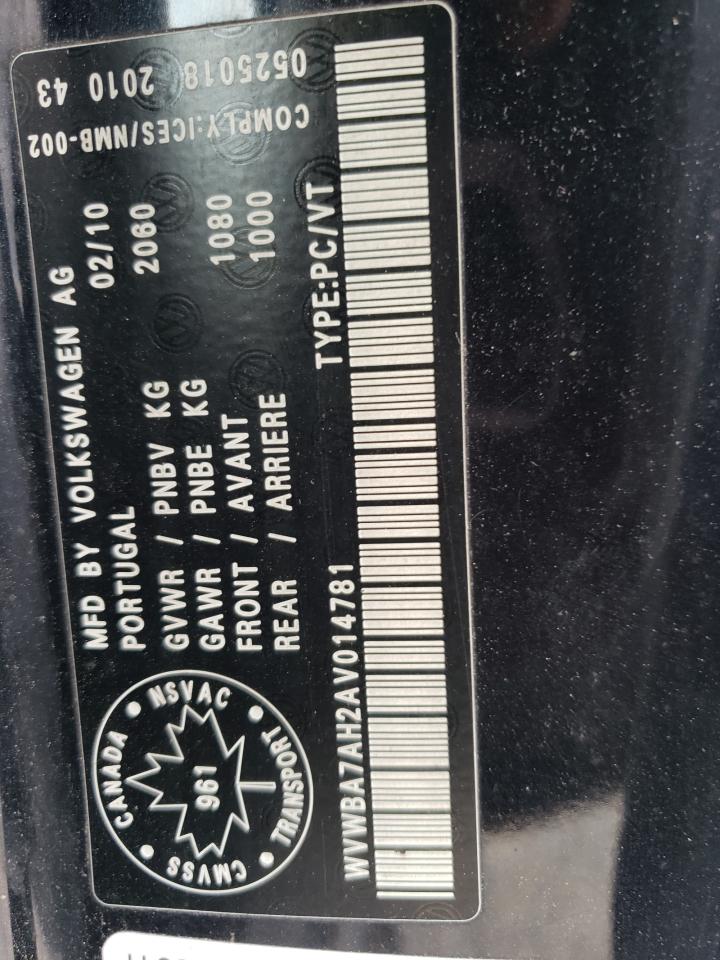 MFD BY VOLKSWAGEN AG
PORTUGAL 02/10
GVWR / PNBV KG 2060
GAWR / PNBE KG
FRONT / AVANT 1080
REAR / ARRIERE 1000
TYPE:PC/VT
WVWBA7AH2AV014781
CANADA
NSVAC
TRANSPORT
CMVSS
961
COMPLY:ICES/NMB-002
0525018 2010 43